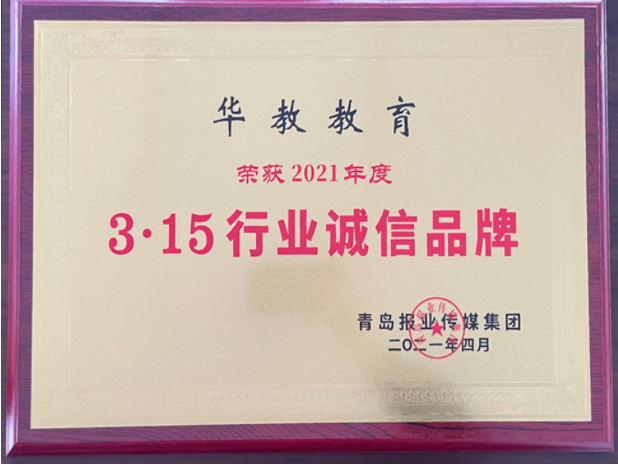 华教教育
荣获2021年度
3·15行业诚信品牌
青岛报业传媒集团
二〇二一年四月